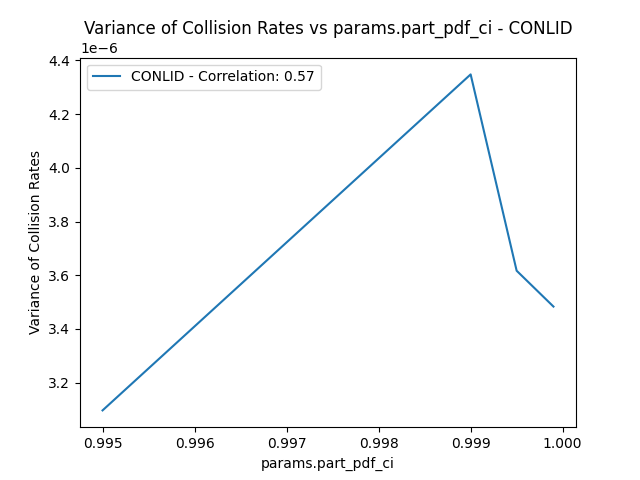 Variance of Collision Rates vs params.part_pdf_ci - CONLID
1e−6
CONLID - Correlation: 0.57
4.4
4.2
4.0
3.8
3.6
3.4
3.2
Variance of Collision Rates
0.995 0.996 0.997 0.998 0.999 1.000
params.part_pdf_ci